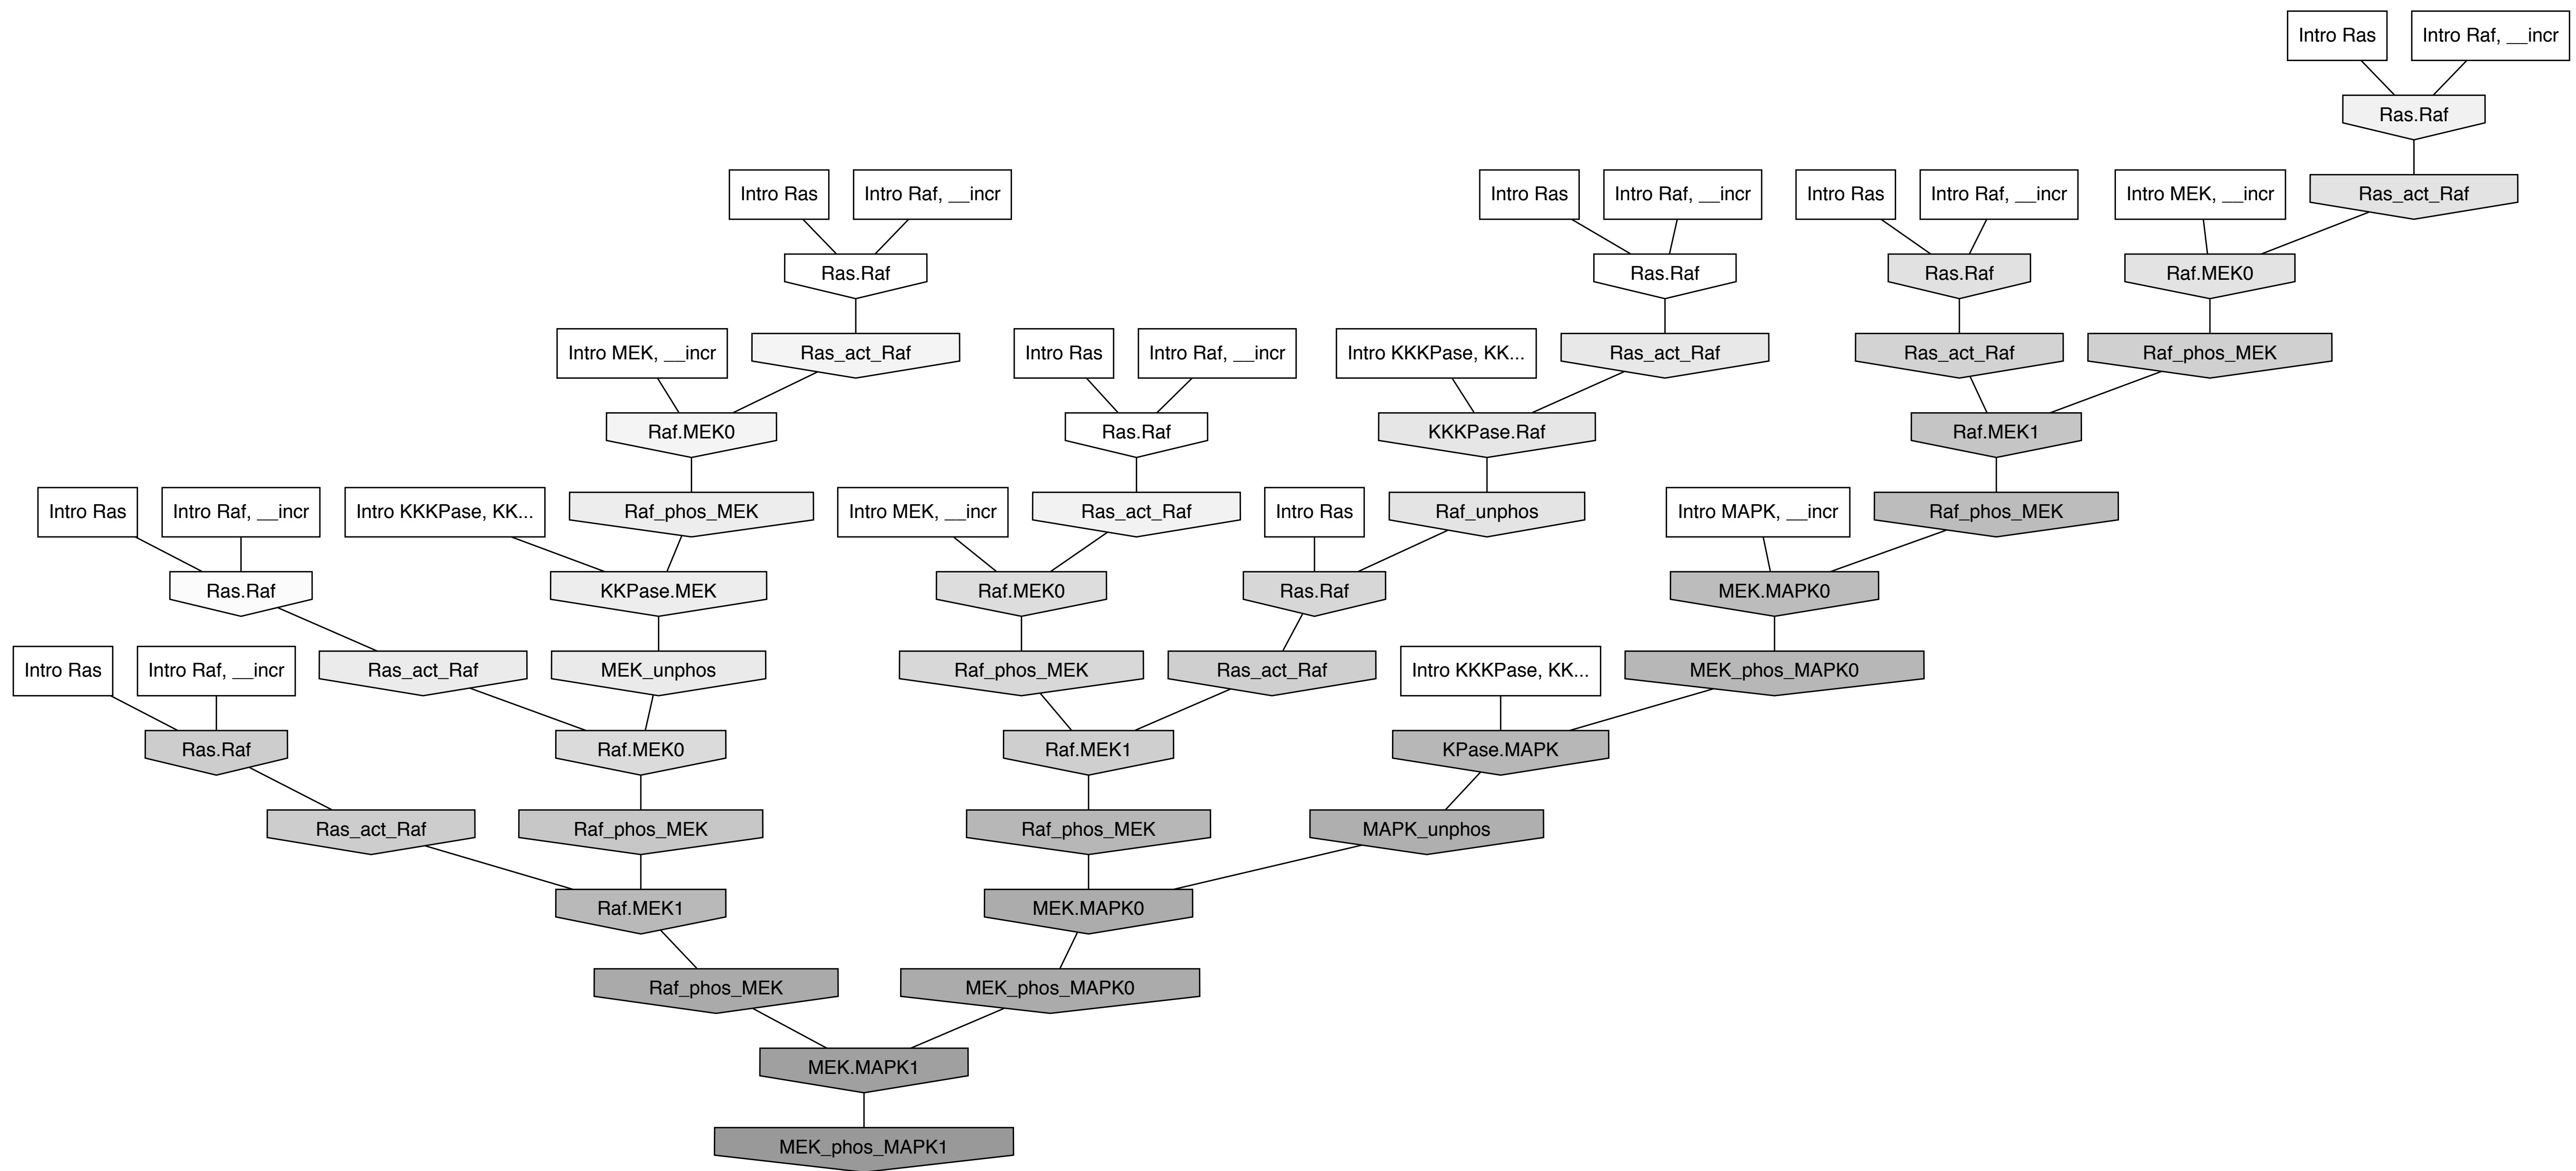 Intro Ras
Intro Raf, __incr
Ras.Raf
Intro Ras
Intro Raf, __incr
Intro Ras
Intro Raf, __incr
Intro Ras
Intro Raf, __incr
Intro MEK, __incr
Ras_act_Raf
Ras.Raf
Ras.Raf
Ras.Raf
Raf.MEK0
Intro MEK, __incr
Ras_act_Raf
Intro Ras
Intro Raf, __incr
Intro KKKPase, KK...
Ras_act_Raf
Ras_act_Raf
Raf_phos_MEK
Raf.MEK0
Ras.Raf
KKKPase.Raf
Raf.MEK1
Intro Ras
Intro Raf, __incr
Intro KKKPase, KK...
Raf_phos_MEK
Intro MEK, __incr
Ras_act_Raf
Intro Ras
Raf_unphos
Intro MAPK, __incr
Raf_phos_MEK
Ras.Raf
KKPase.MEK
Raf.MEK0
Ras.Raf
MEK.MAPK0
Intro Ras
Intro Raf, __incr
Ras_act_Raf
MEK_unphos
Raf_phos_MEK
Ras_act_Raf
Intro KKKPase, KK...
MEK_phos_MAPK0
Ras.Raf
Raf.MEK0
Raf.MEK1
KPase.MAPK
Ras_act_Raf
Raf_phos_MEK
Raf_phos_MEK
MAPK_unphos
Raf.MEK1
MEK.MAPK0
Raf_phos_MEK
MEK_phos_MAPK0
MEK.MAPK1
MEK_phos_MAPK1